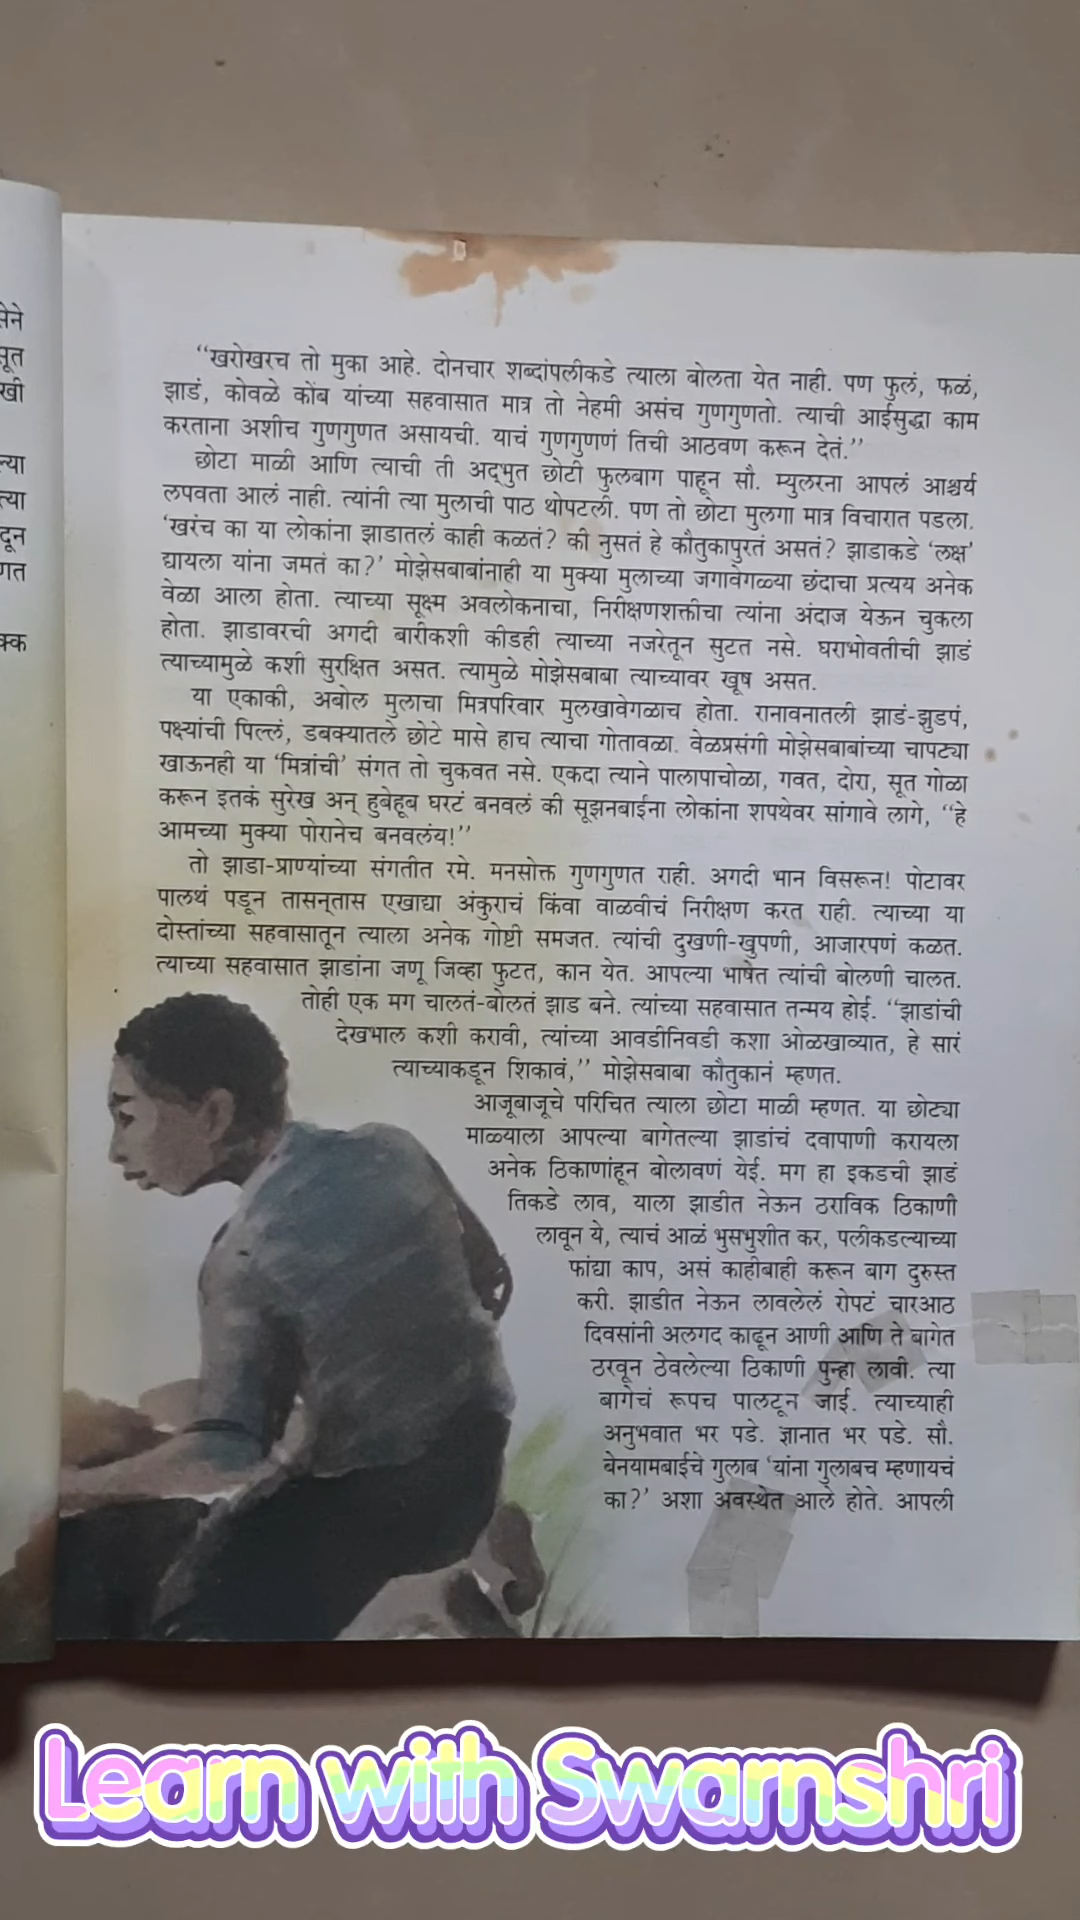 सेने
सूत
खी
ल्या
त्या
दून
गत
क्क
“खरोखरच तो मुका आहे. दोनचार शब्दांपलीकडे त्याला बोलता येत नाही. पण फुलं, फळं,
झाडं, कोवळे कोंब यांच्या सहवासात मात्र तो नेहमी असंच गुणगुणतो. त्याची आईसुद्धा काम
करताना अशीच गुणगुणत असायची. याचं गुणगुणणं तिची आठवण करून देतं.”
छोटा माळी आणि त्याची ती अद्‌भुत छोटी फुलबाग पाहून सौ. म्युलरना आपलं आश्चर्य
लपवता आलं नाही. त्यांनी त्या मुलाची पाठ थोपटली. पण तो छोटा मुलगा मात्र विचारात पडला.
‘खरंच का या लोकांना झाडातलं काही कळतं? की नुसतं हे कौतुकापुरतं असतं? झाडाकडे ‘लक्ष’
द्यायला यांना जमतं का?’ मोझेसबाबांनाही या मुक्या मुलाच्या जगावेगळ्या छंदाचा प्रत्यय अनेक
वेळा आला होता. त्याच्या सूक्ष्म अवलोकनाचा, निरीक्षणशक्तीचा त्यांना अंदाज येऊन चुकला
होता. झाडावरची अगदी बारीकशी कीडही त्याच्या नजरेतून सुटत नसे. घराभोवतीची झाडं
त्याच्यामुळे कशी सुरक्षित असत. त्यामुळे मोझेसबाबा त्याच्यावर खूष असत.
या एकाकी, अबोल मुलाचा मित्रपरिवार मुलखावेगळाच होता. रानावनातली झाडं-झुडपं,
पक्ष्यांची पिल्लं, डबक्यातले छोटे मासे हाच त्याचा गोतावळा. वेळप्रसंगी मोझेसबाबांच्या चापट्या
खाऊनही या ‘मित्रांची’ संगत तो चुकवत नसे. एकदा त्याने पालापाचोळा, गवत, दोरा, सूत गोळा
करून इतकं सुरेख अन् हुबेहूब घरटं बनवलं की सूझनबाईंना लोकांना शपथेवर सांगावे लागे, “हे
आमच्या मुक्या पोरानेच बनवलंय!”
तो झाडा-प्राण्यांच्या संगतीत रमे. मनसोक्त गुणगुणत राही. अगदी भान विसरून! पोटावर
पालथं पडून तासन्‌तास एखाद्या अंकुराचं किंवा वाळवीचं निरीक्षण करत राही. त्याच्या या
दोस्तांच्या सहवासातून त्याला अनेक गोष्टी समजत. त्यांची दुखणी-खुपणी, आजारपणं कळत.
त्याच्या सहवासात झाडांना जणू जिव्हा फुटत, कान येत. आपल्या भाषेत त्यांची बोलणी चालत.
तोही एक मग चालतं-बोलतं झाड बने. त्यांच्या सहवासात तन्मय होई. “झाडांची
देखभाल कशी करावी, त्यांच्या आवडीनिवडी कशा ओळखाव्यात, हे सारं
त्याच्याकडून शिकावं,” मोझेसबाबा कौतुकानं म्हणत.
आजूबाजूचे परिचित त्याला छोटा माळी म्हणत. या छोट्या
माळ्याला आपल्या बागेतल्या झाडांचं दवापाणी करायला
अनेक ठिकाणांहून बोलावणं येई. मग हा इकडची झाडं
तिकडे लाव, याला झाडीत नेऊन ठराविक ठिकाणी
लावून ये, त्याचं आळं भुसभुशीत कर, पलीकडल्याच्या
फांद्या काप, असं काहीबाही करून बाग दुरुस्त
करी. झाडीत नेऊन लावलेलं रोपटं चारआठ
दिवसांनी अलगद काढून आणी आणि ते बागेत
ठरवून ठेवलेल्या ठिकाणी पुन्हा लावी. त्या
बागेचं रूपच पालटून जाई. त्याच्याही
अनुभवात भर पडे. ज्ञानात भर पडे. सौ.
बेनयामबाईंचे गुलाब ‘यांना गुलाबच म्हणायचं
का?’ अशा अवस्थेत आले होते. आपली
Learn with Swarnshri